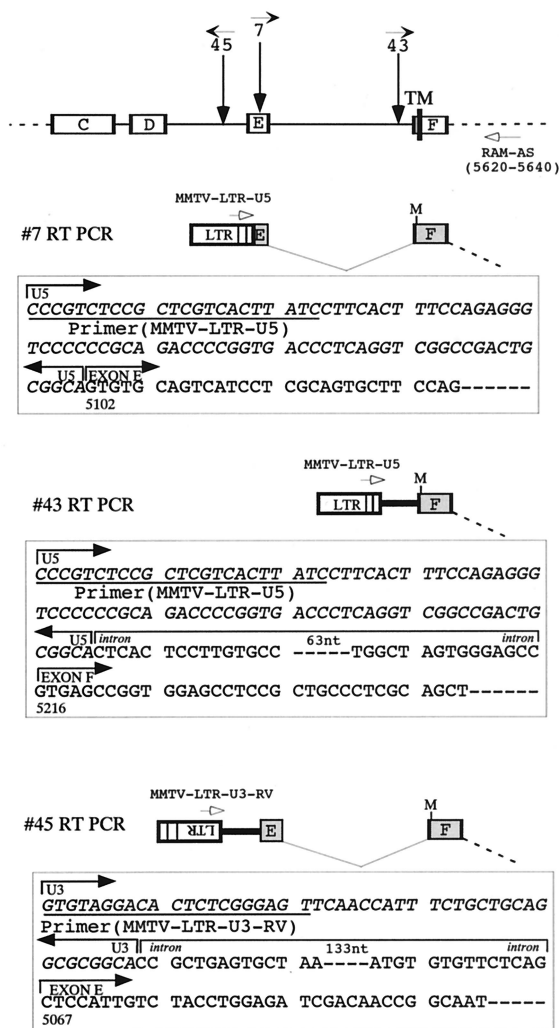 45 7 43
TM
C D E F
RAM-AS
(5620-5640)
MMTV-LTR-U5
M
#7 RT PCR LTR E F
U5
CCCGTCTCCG CTCGTCACTT ATCCTTCACT TTCCAGAGGG
Primer(MMTV-LTR-U5)
TCCCCCCGCA GACCCCGGTG ACCCTCAGGT CGGCCGACTG
U5 EXON E
CGGCAGTGTG CAGTCATCCT CGCAGTGCTT CCAG------
5102
MMTV-LTR-U5
M
#43 RT PCR LTR F
U5
CCCGTCTCCG CTCGTCACTT ATCCTTCACT TTCCAGAGGG
Primer(MMTV-LTR-U5)
TCCCCCCGCA GACCCCGGTG ACCCTCAGGT CGGCCGACTG
U5 intron 63nt intron
CGGCACTCAC TCCTTGTGCC -----TGGCT AGTGGGAGCC
EXON F
GTGAGCCGGT GGAGCCTCCG CTGCCCTCGC AGCT------
5216
MMTV-LTR-U3-RV
M
#45 RT PCR LTR E F
U3
GTGTAGGACA CTCTCGGGAG TTCAACCATT TCTGCTGCAG
Primer(MMTV-LTR-U3-RV)
U3 intron 133nt intron
GCGCGGCACC GCTGAGTGCT AA----ATGT GTGTTCTCAG
EXON E
CTCCATTGTC TACCTGGAGA TCGACAACCG GCAAT-----
5067